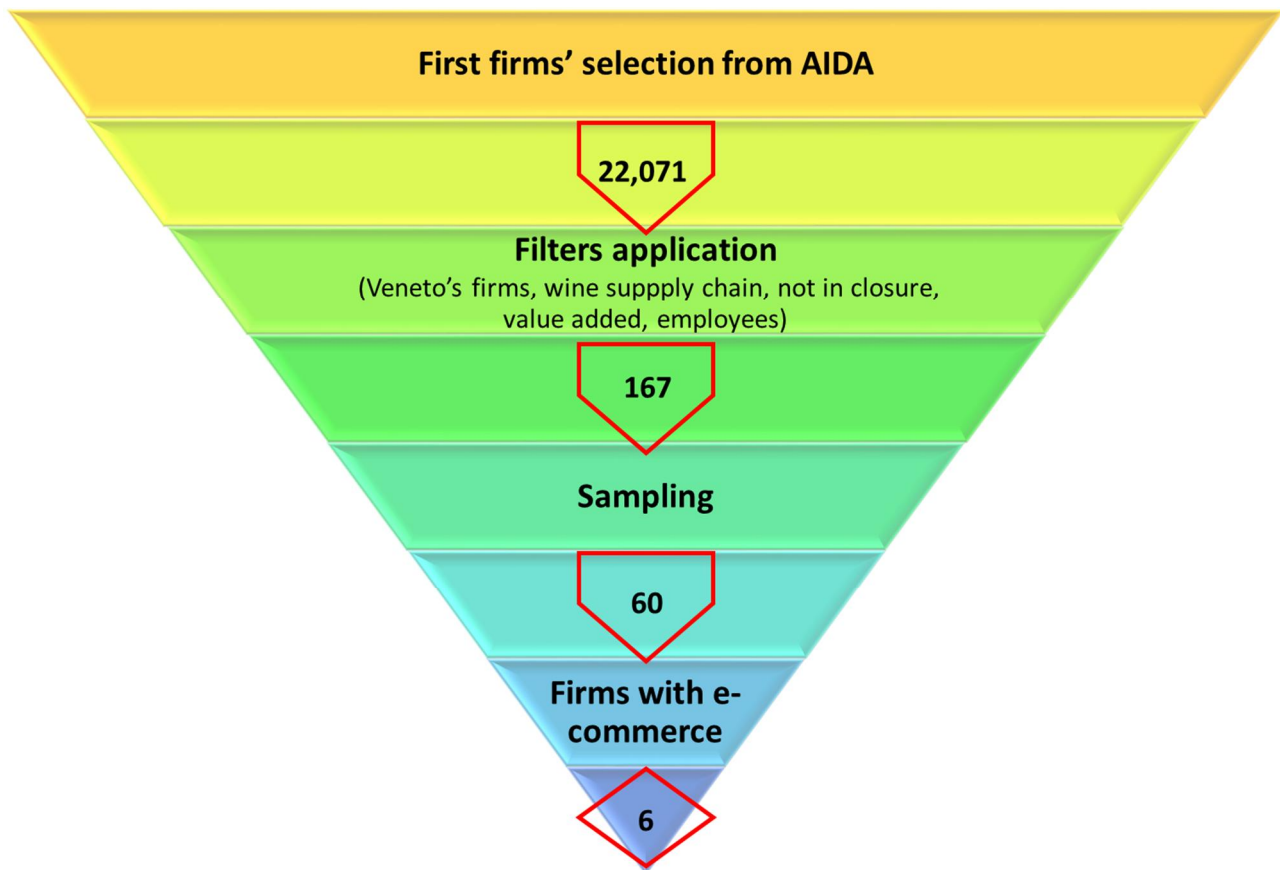 First firms’ selection from AIDA
22,071
Filters application
(Veneto’s firms, wine suppply chain, not in closure,
value added, employees)
167
Sampling
60
Firms with e-
commerce
6